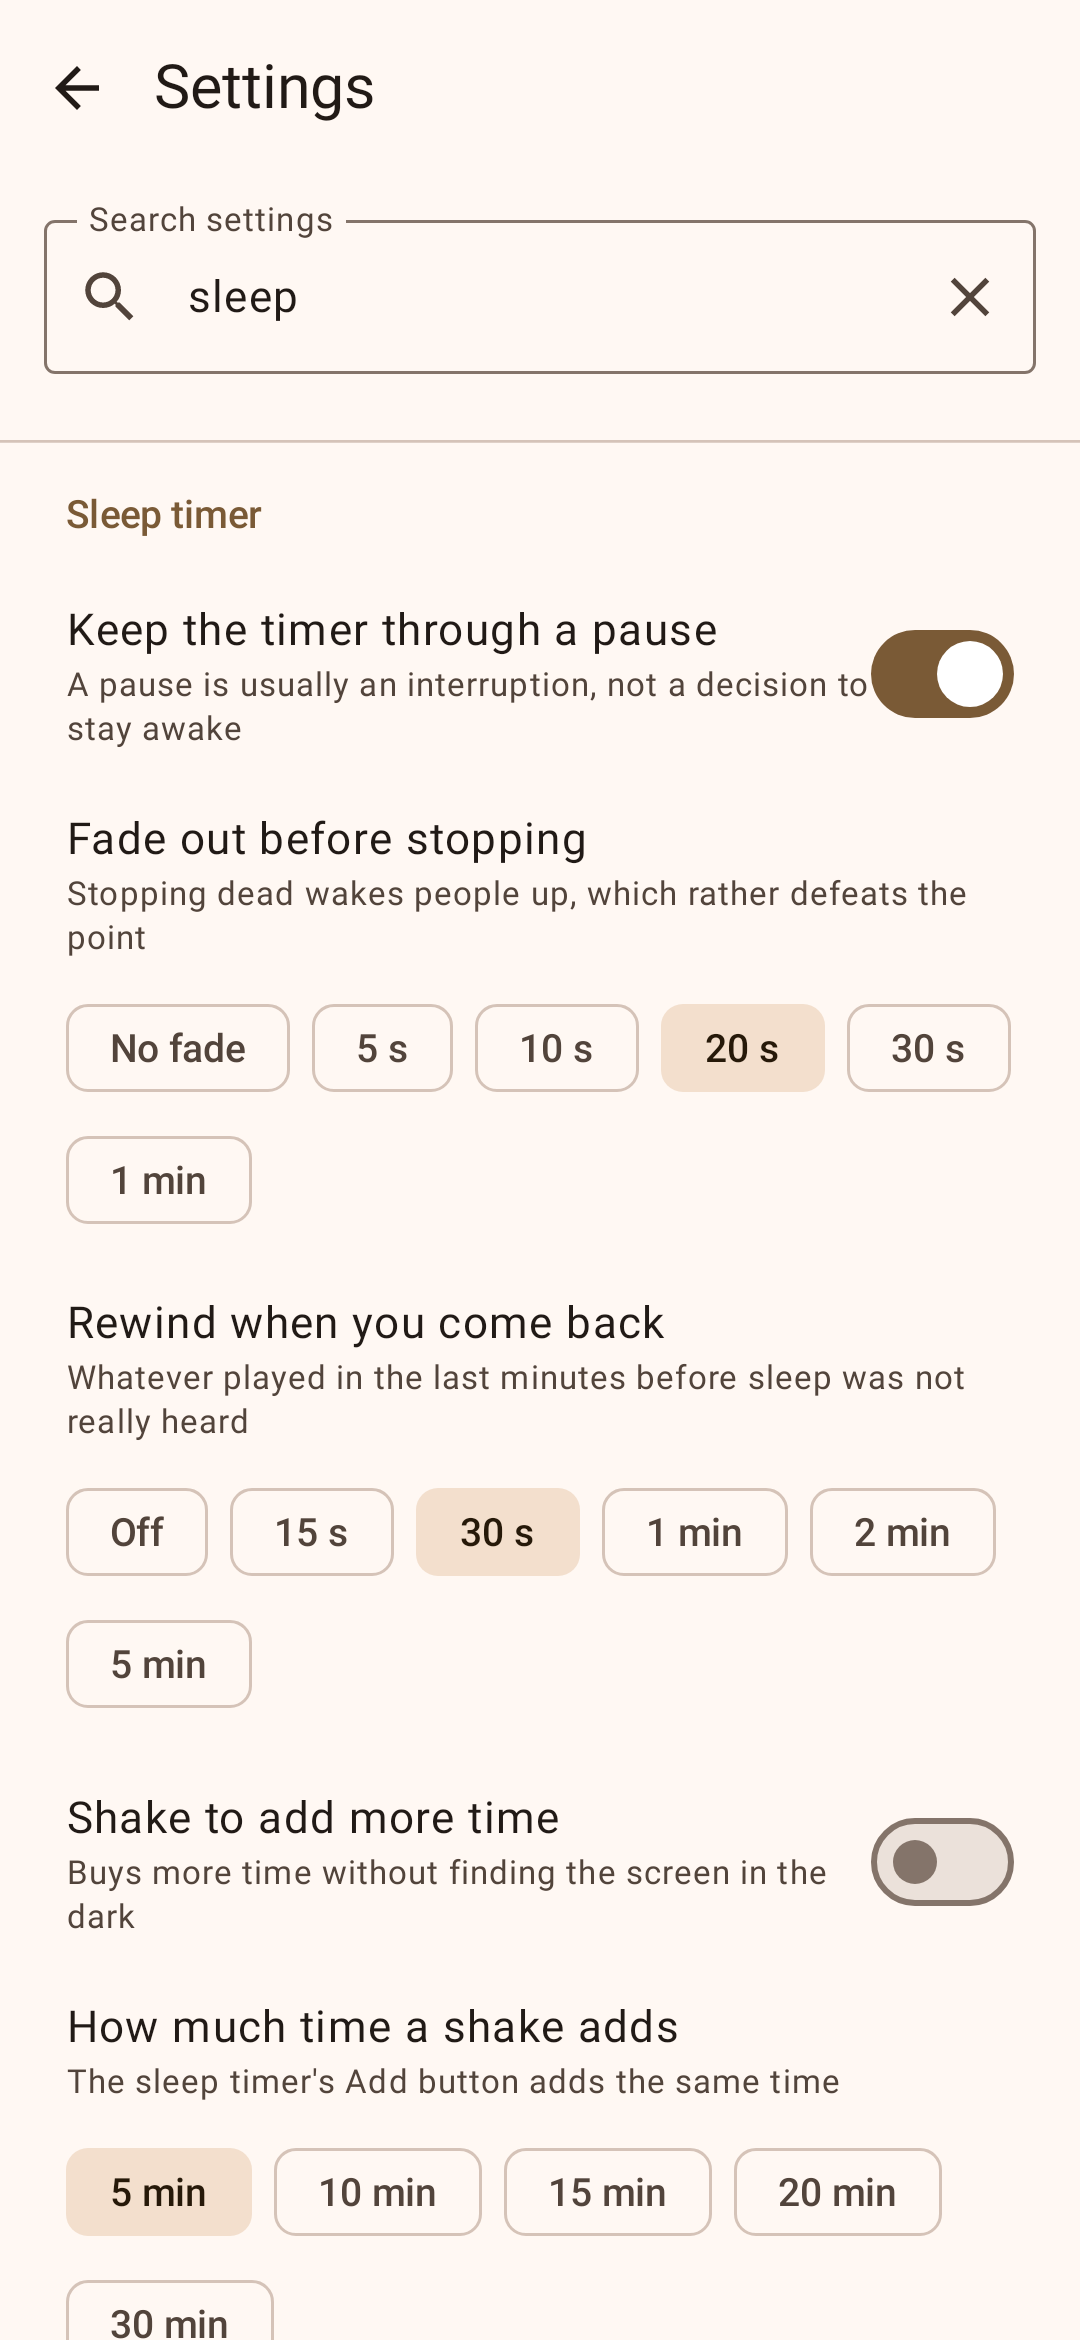 Settings
Search settings
sleep
Sleep timer
Keep the timer through a pause
A pause is usually an interruption, not a decision to
stay awake
Fade out before stopping
Stopping dead wakes people up, which rather defeats the
point
No fade 5 s 10 s 20 s 30 s
1 min
Rewind when you come back
Whatever played in the last minutes before sleep was not
really heard
Off 15 s 30 s 1 min 2 min
5 min
Shake to add more time
Buys more time without finding the screen in the
dark
How much time a shake adds
The sleep timer's Add button adds the same time
5 min 10 min 15 min 20 min
30 min